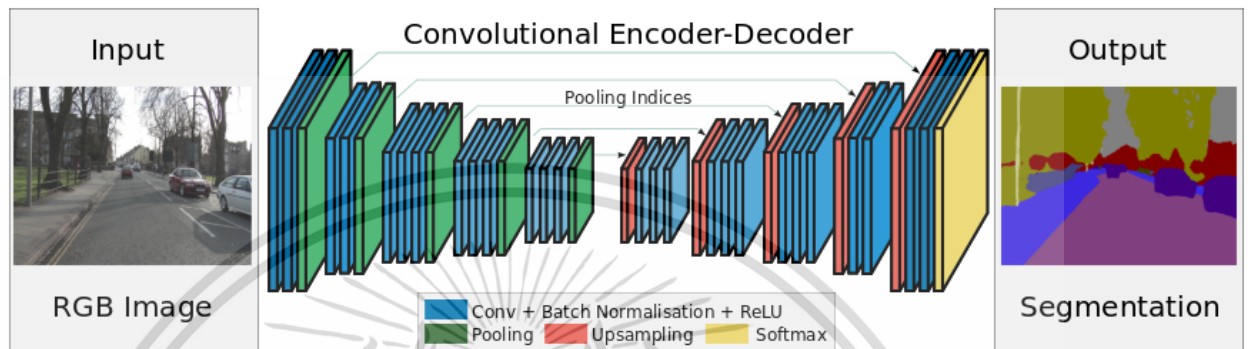 Input
Convolutional Encoder-Decoder
Output
Pooling Indices
RGB Image
Segmentation
Conv + Batch Normalisation + ReLU
Pooling Upsampling Softmax